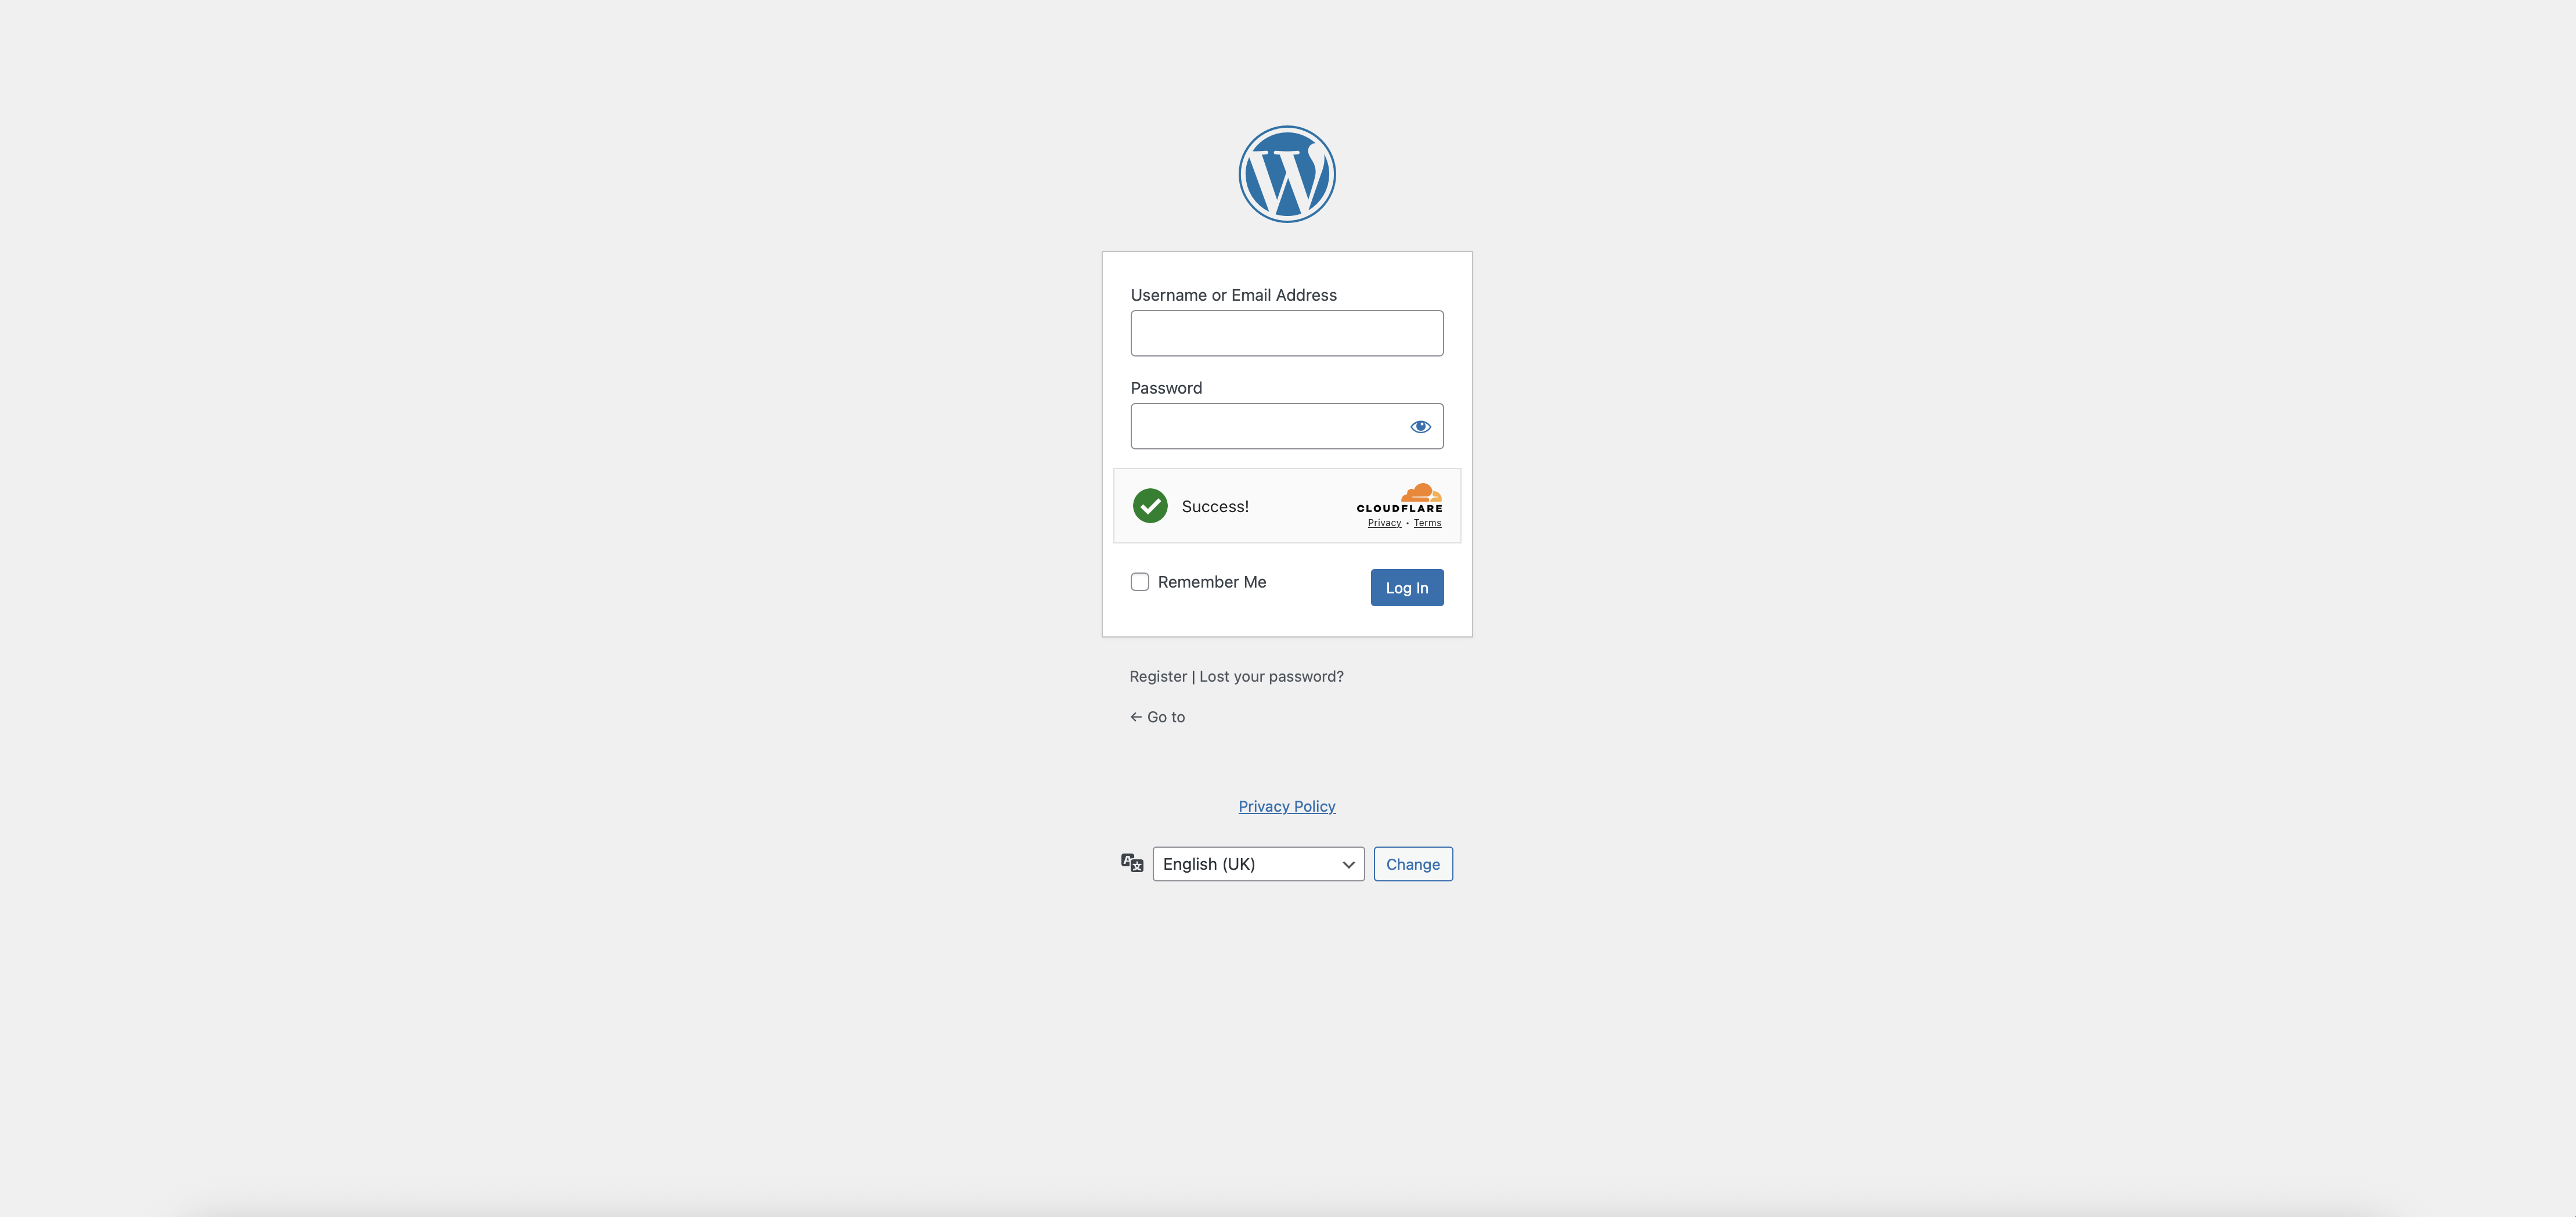 Username or Email Address
Password
Success!
CLOUDFLARE
Privacy • Terms
Remember Me
Log In
Register | Lost your password?
← Go to
Privacy Policy
English (UK)
Change